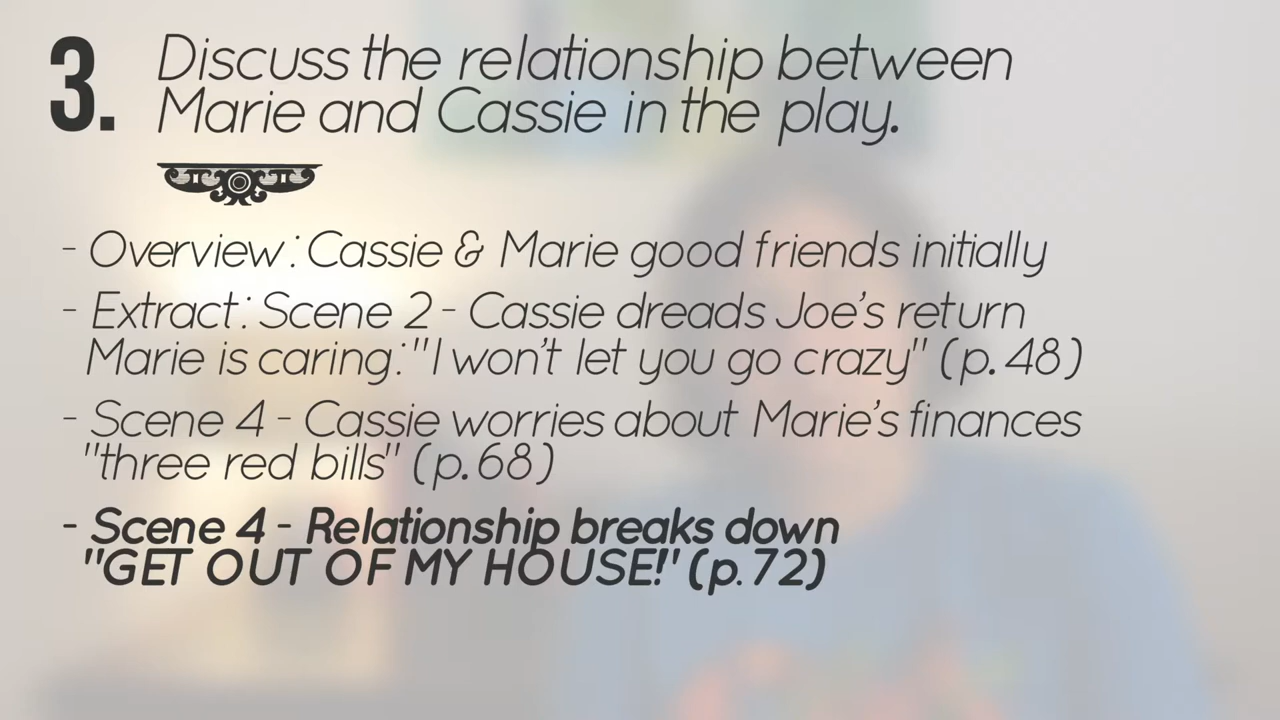 3. Discuss the relationship between
Marie and Cassie in the play.
- Overview: Cassie & Marie good friends initially
- Extract: Scene 2 - Cassie dreads Joe's return
Marie is caring: "I won't let you go crazy" (p.48)
- Scene 4 - Cassie worries about Marie's finances
"three red bills" (p.68)
- Scene 4 - Relationship breaks down
"GET OUT OF MY HOUSE!" (p.72)